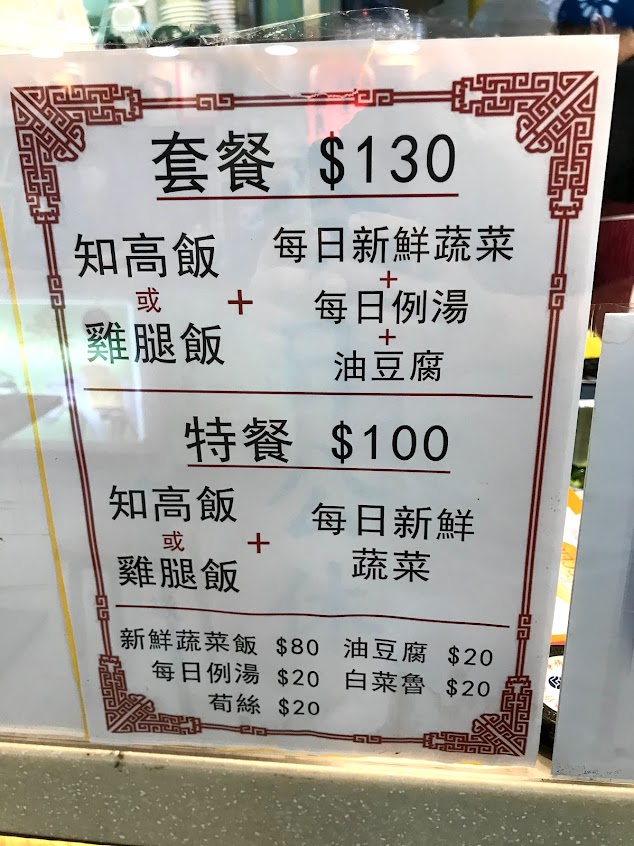 套餐 $130
知高飯
或
雞腿飯
+
每日新鮮蔬菜
+
每日例湯
+
油豆腐
特餐 $100
知高飯
或
雞腿飯
+
每日新鮮
蔬菜
新鮮蔬菜飯 $80 油豆腐 $20
每日例湯 $20 白菜魯 $20
荀絲 $20